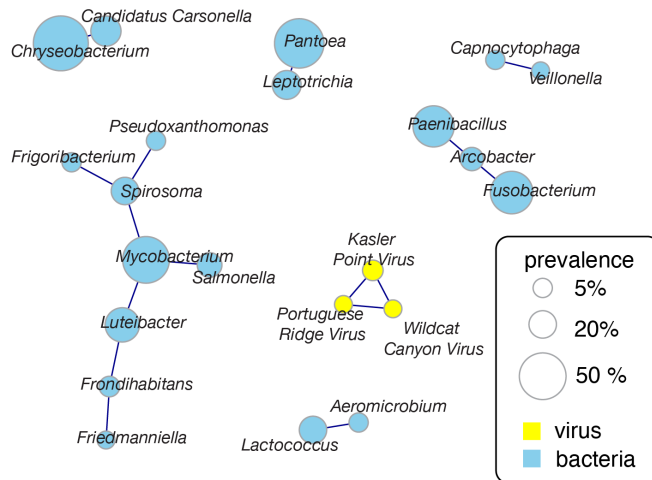 Candidatus Carsonella
Chryseobacterium
Pantoea
Leptotrichia
Capnocytophaga
Veillonella
Pseudoxanthomonas
Frigoribacterium
Spirosoma
Paenibacillus
Arcobacter
Fusobacterium
Mycobacterium
Salmonella
Kasler
Point Virus
Portuguese
Ridge Virus
Wildcat
Canyon Virus
Luteibacter
Frondihabitans
Friedmanniella
Aeromicrobium
Lactococcus
prevalence
5%
20%
50 %
virus
bacteria